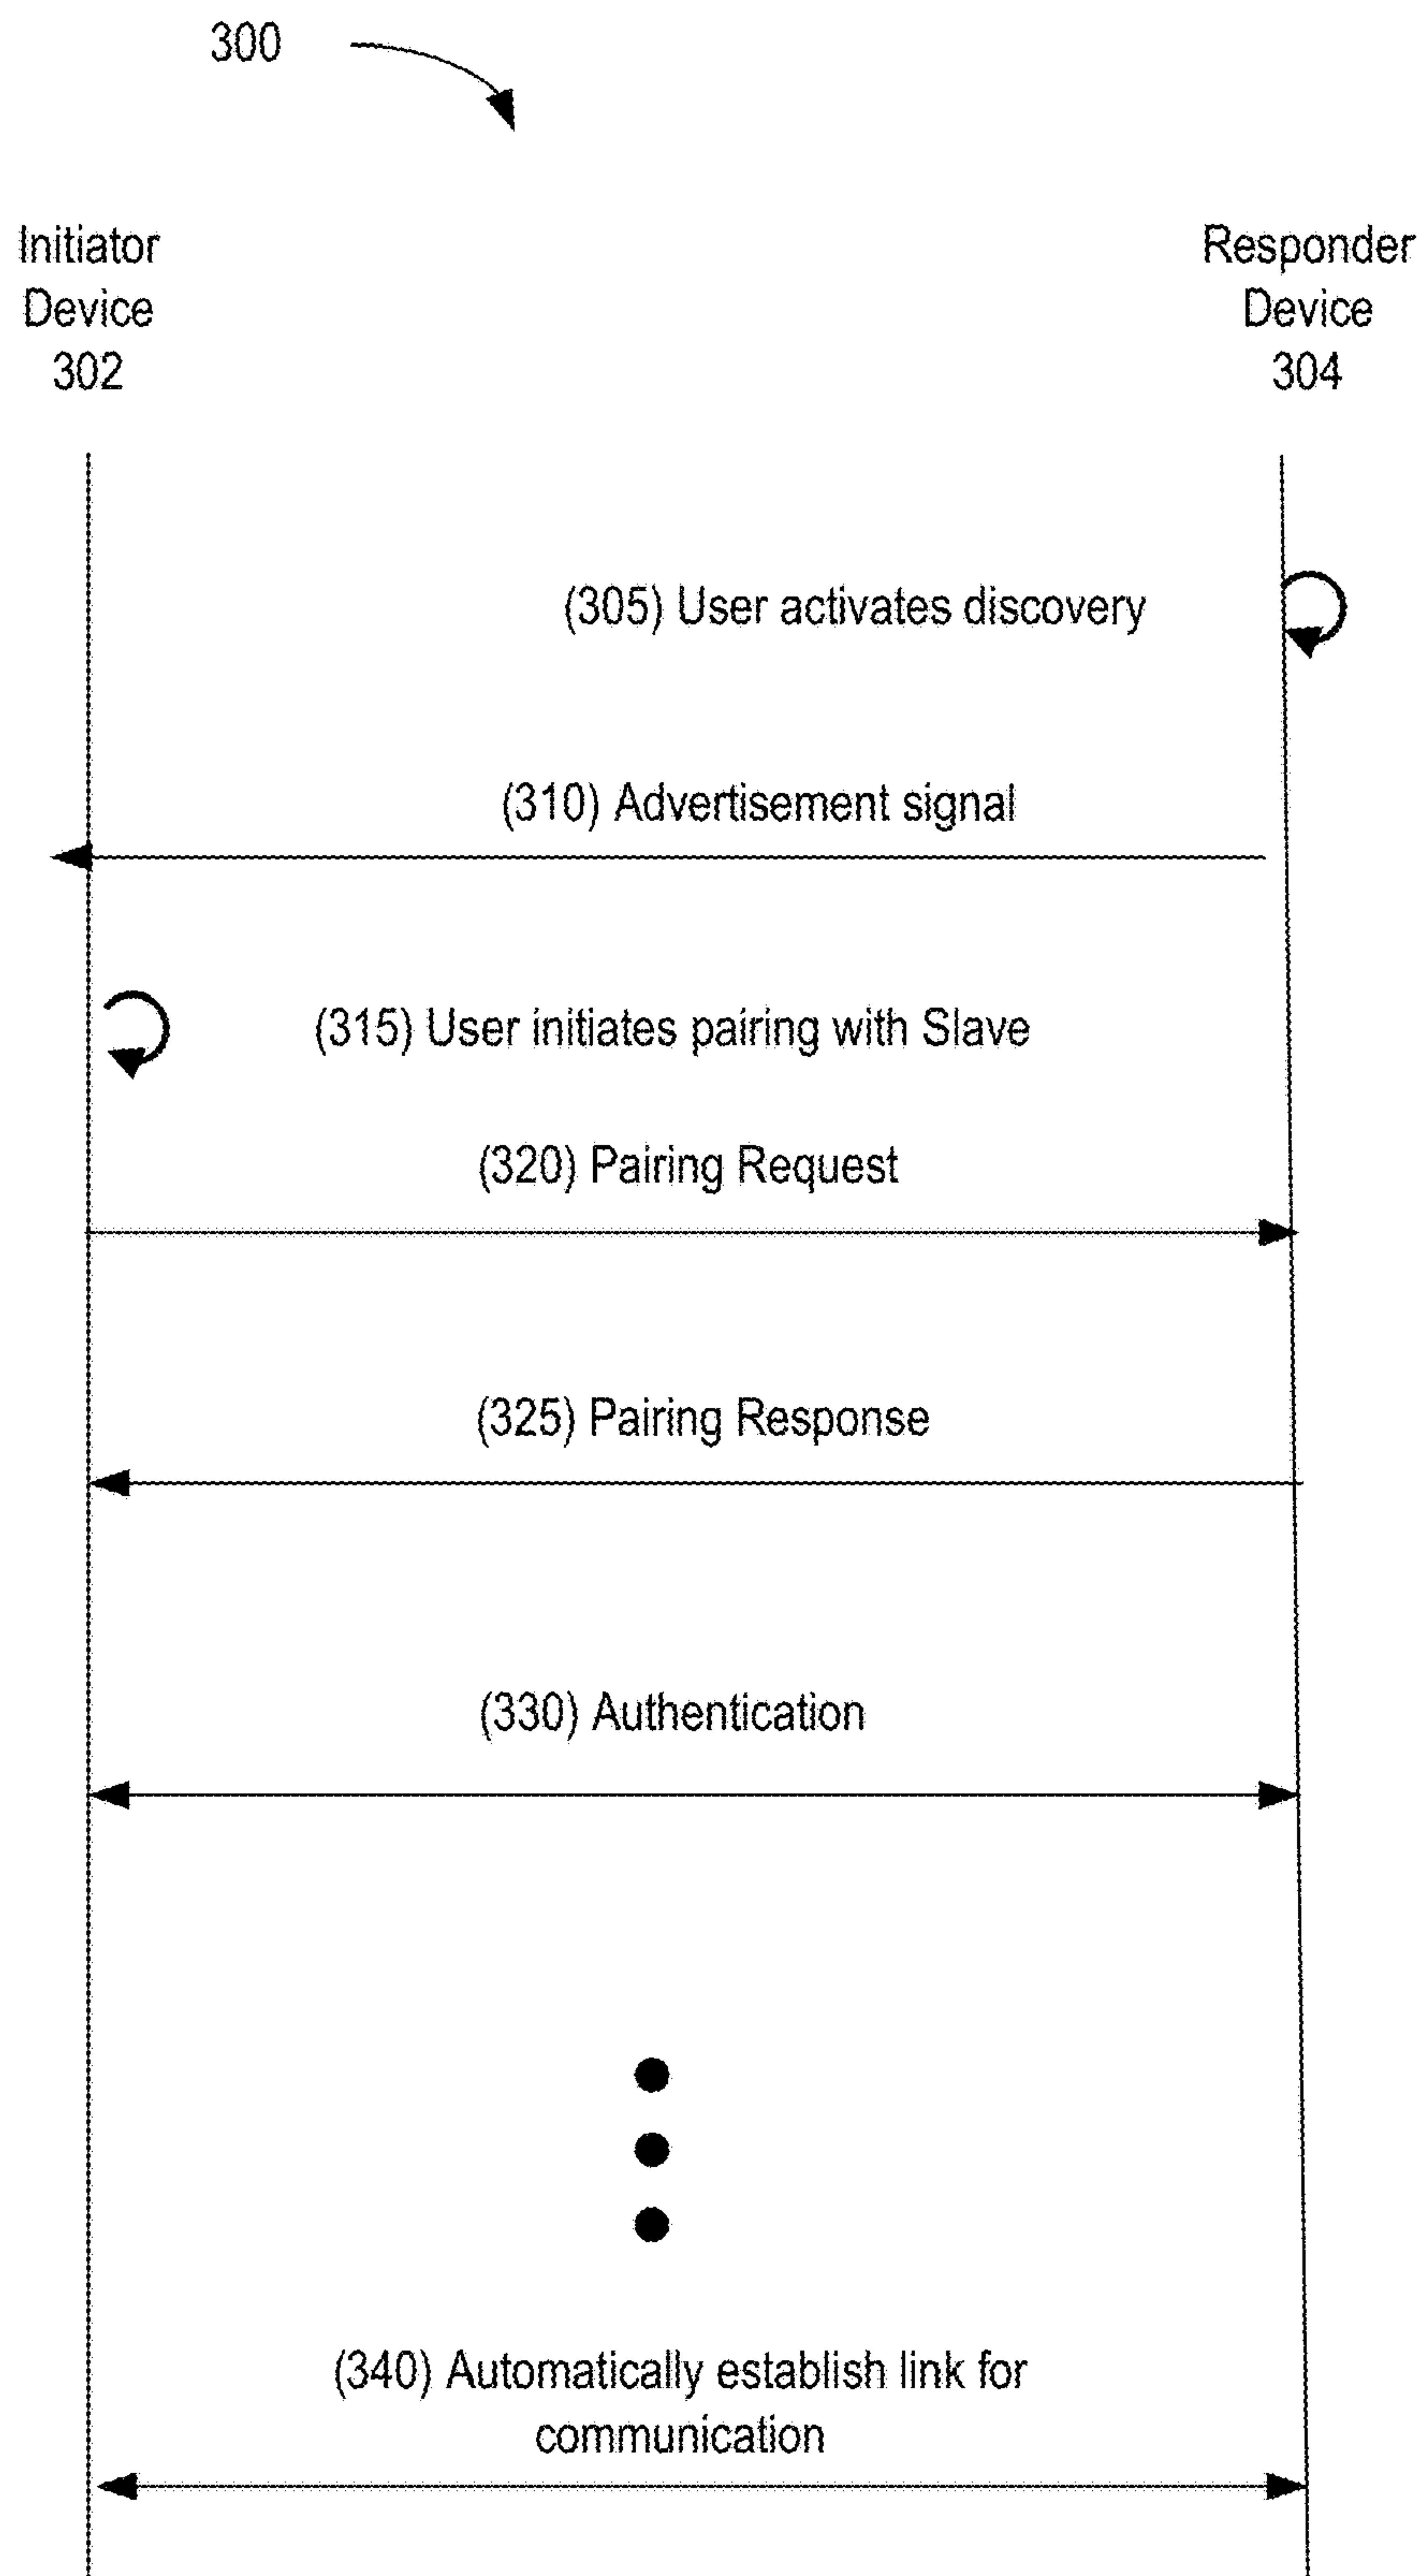 300
Initiator
Device
302
Responder
Device
304
(305) User activates discovery
(310) Advertisement signal
(315) User initiates pairing with Slave
(320) Pairing Request
(325) Pairing Response
(330) Authentication
(340) Automatically establish link for
communication